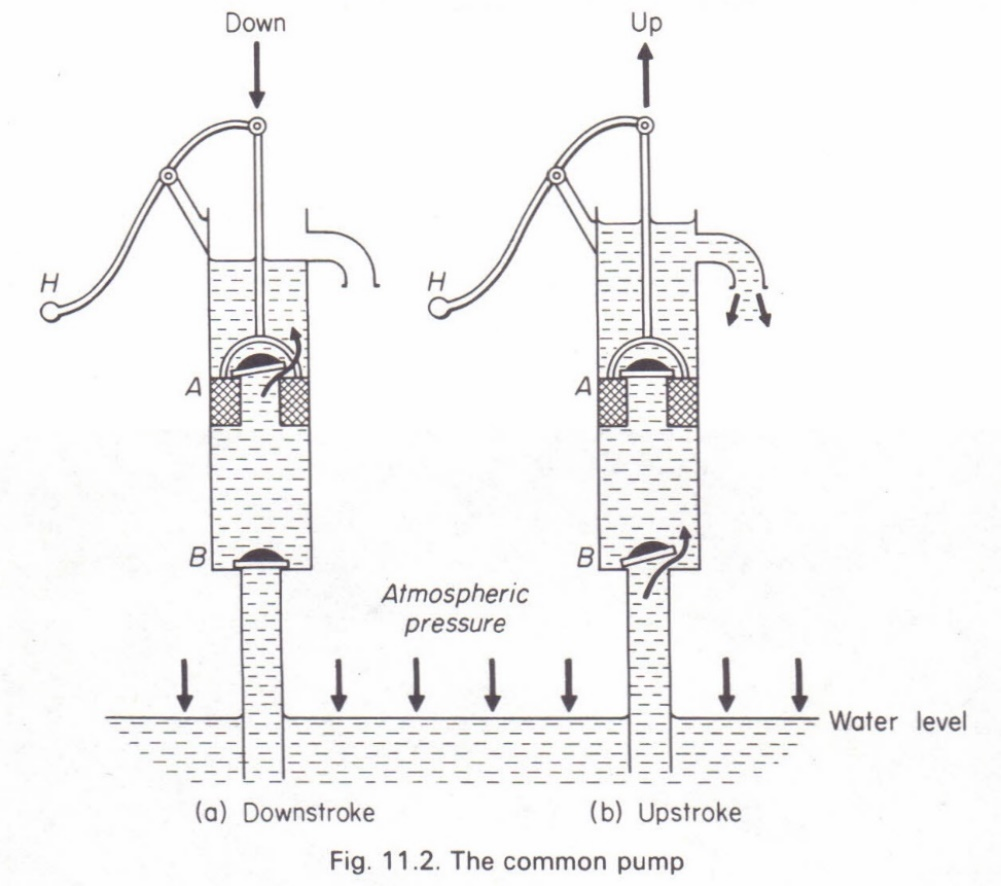 Down
Up
H
H
A
A
B
B
Atmospheric
pressure
Water level
(a) Downstroke
(b) Upstroke
Fig. 11.2. The common pump